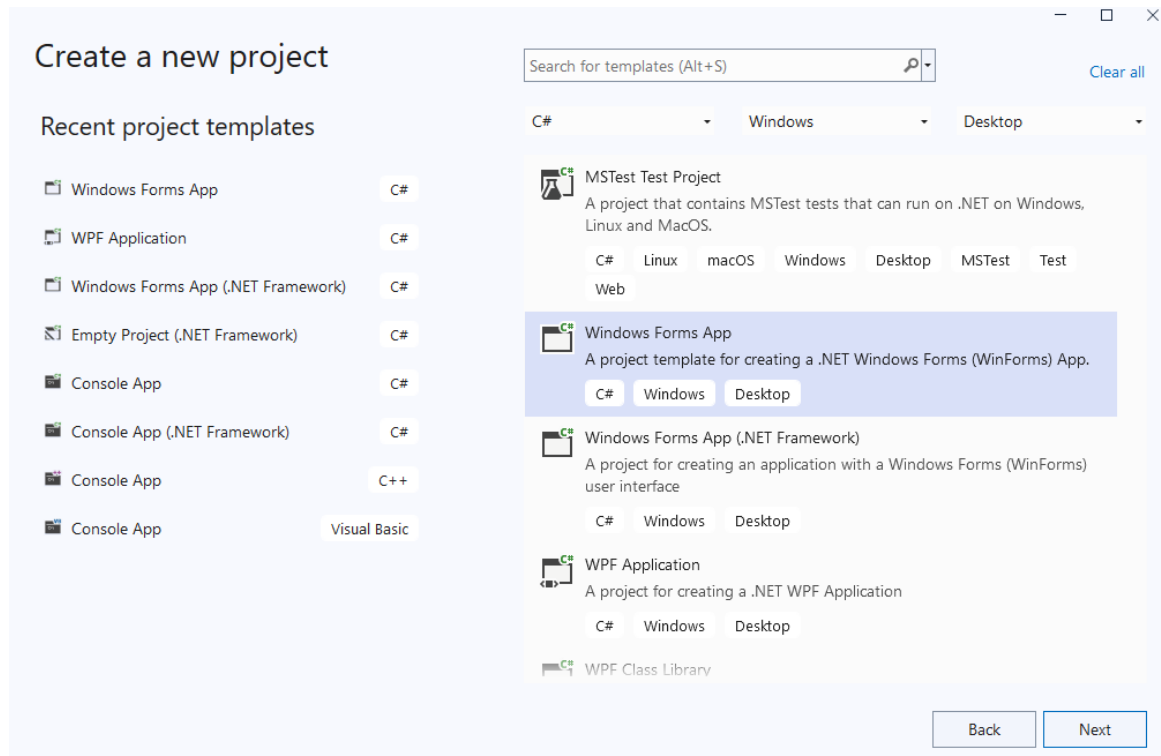 Create a new project
Search for templates (Alt+S)
Clear all
Recent project templates
C#
Windows
Desktop
Windows Forms App C#
WPF Application C#
Windows Forms App (.NET Framework) C#
Empty Project (.NET Framework) C#
Console App C#
Console App (.NET Framework) C#
Console App C++
Console App Visual Basic
C#
MSTest Test Project
A project that contains MSTest tests that can run on .NET on Windows,
Linux and MacOS.
C# Linux macOS Windows Desktop MSTest Test
Web
C#
Windows Forms App
A project template for creating a .NET Windows Forms (WinForms) App.
C# Windows Desktop
C#
Windows Forms App (.NET Framework)
A project for creating an application with a Windows Forms (WinForms)
user interface
C# Windows Desktop
C#
WPF Application
A project for creating a .NET WPF Application
C# Windows Desktop
C#
WPF Class Library
Back
Next